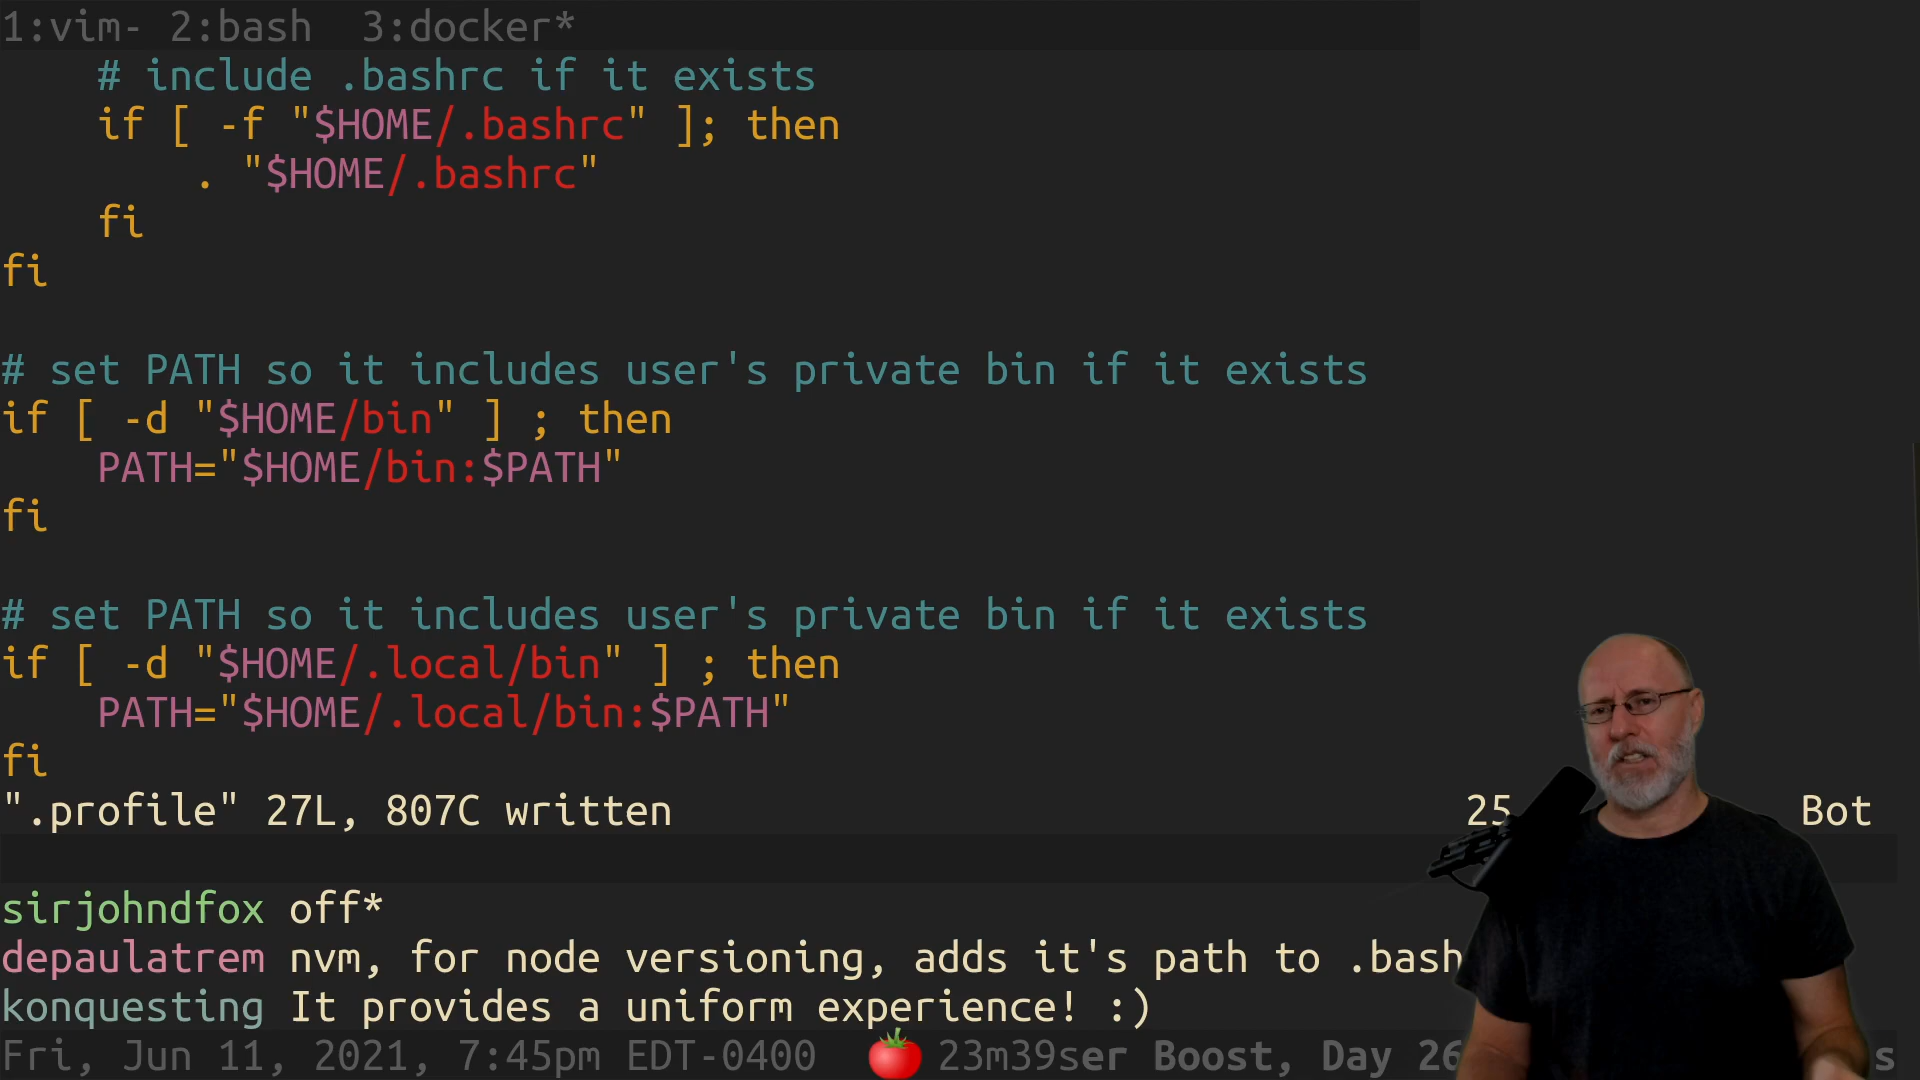 1:vim- 2:bash  3:docker*
    # include .bashrc if it exists
    if [ -f "$HOME/.bashrc" ]; then
        . "$HOME/.bashrc"
    fi
fi
# set PATH so it includes user's private bin if it exists
if [ -d "$HOME/bin" ] ; then
    PATH="$HOME/bin:$PATH"
fi
# set PATH so it includes user's private bin if it exists
if [ -d "$HOME/.local/bin" ] ; then
    PATH="$HOME/.local/bin:$PATH"
fi
".profile" 27L, 807C written 25 Bot
sirjohndfox off*
depaulatrem nvm, for node versioning, adds it's path to .bash
konquesting It provides a uniform experience! :)
Fri, Jun 11, 2021, 7:45pm EDT-0400 23m39ser Boost, Day 26 s